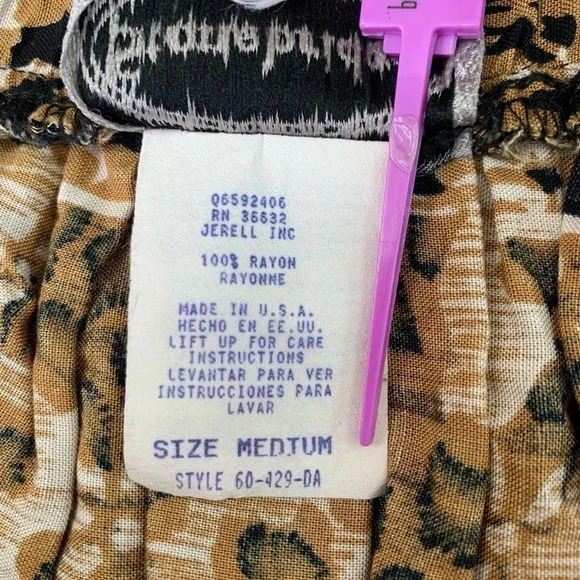 Q6592406
RN 36632
JERELL INC
100% RAYON
RAYONNE
MADE IN U.S.A.
HECHO EN EE.UU.
LIFT UP FOR CARE
INSTRUCTIONS
LEVANTAR PARA VER
INSTRUCCIONES PARA
LAVAR
SIZE MEDIUM
STYLE 60-429-DA